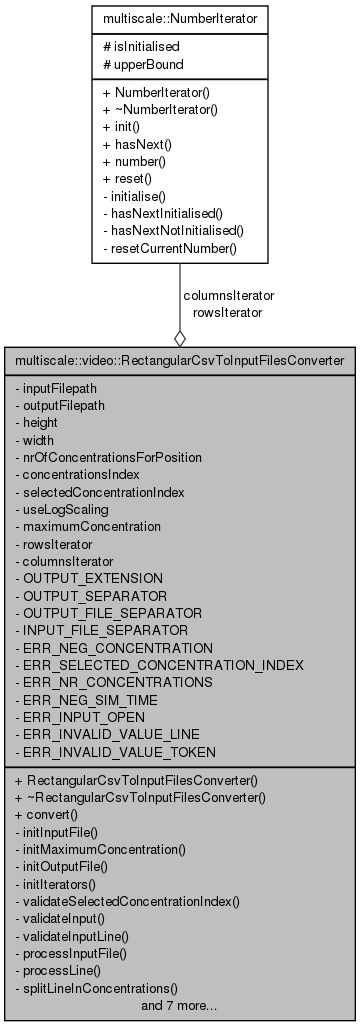 multiscale::NumberIterator
# isInitialised
# upperBound
+ NumberIterator()
+ ~NumberIterator()
+ init()
+ hasNext()
+ number()
+ reset()
- initialise()
- hasNextInitialised()
- hasNextNotInitialised()
- resetCurrentNumber()
columnsIterator
rowsIterator
multiscale::video::RectangularCsvToInputFilesConverter
- inputFilepath
- outputFilepath
- height
- width
- nrOfConcentrationsForPosition
- concentrationsIndex
- selectedConcentrationIndex
- useLogScaling
- maximumConcentration
- rowsIterator
- columnsIterator
- OUTPUT_EXTENSION
- OUTPUT_SEPARATOR
- OUTPUT_FILE_SEPARATOR
- INPUT_FILE_SEPARATOR
- ERR_NEG_CONCENTRATION
- ERR_SELECTED_CONCENTRATION_INDEX
- ERR_NR_CONCENTRATIONS
- ERR_NEG_SIM_TIME
- ERR_INPUT_OPEN
- ERR_INVALID_VALUE_LINE
- ERR_INVALID_VALUE_TOKEN
+ RectangularCsvToInputFilesConverter()
+ ~RectangularCsvToInputFilesConverter()
+ convert()
- initInputFile()
- initMaximumConcentration()
- initOutputFile()
- initIterators()
- validateSelectedConcentrationIndex()
- validateInput()
- validateInputLine()
- processInputFile()
- processLine()
- splitLineInConcentrations()
and 7 more...